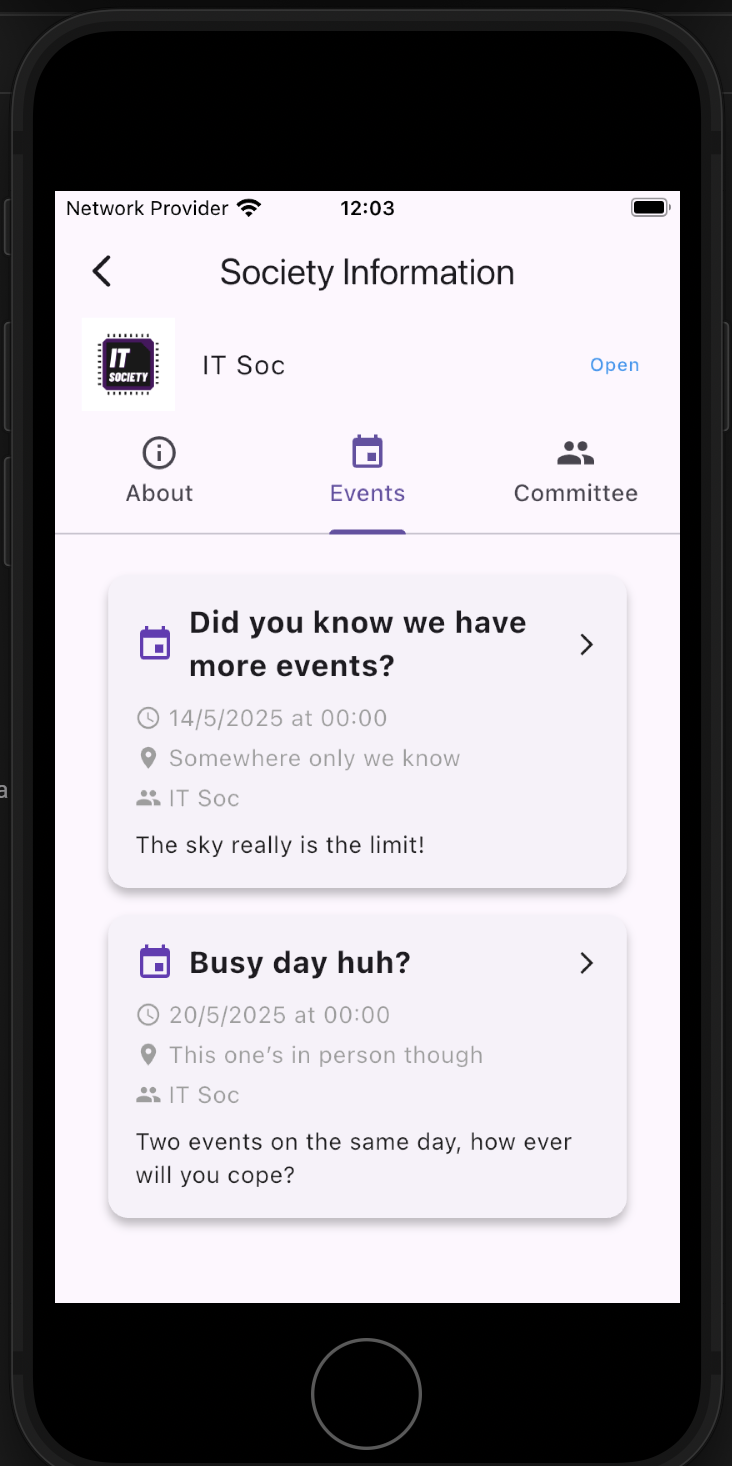 Network Provider 12:03
Society Information
IT
SOCIETY
IT Soc
Open
About
Events
Committee
Did you know we have
more events?
14/5/2025 at 00:00
Somewhere only we know
IT Soc
The sky really is the limit!
Busy day huh?
20/5/2025 at 00:00
This one's in person though
IT Soc
Two events on the same day, how ever
will you cope?
a